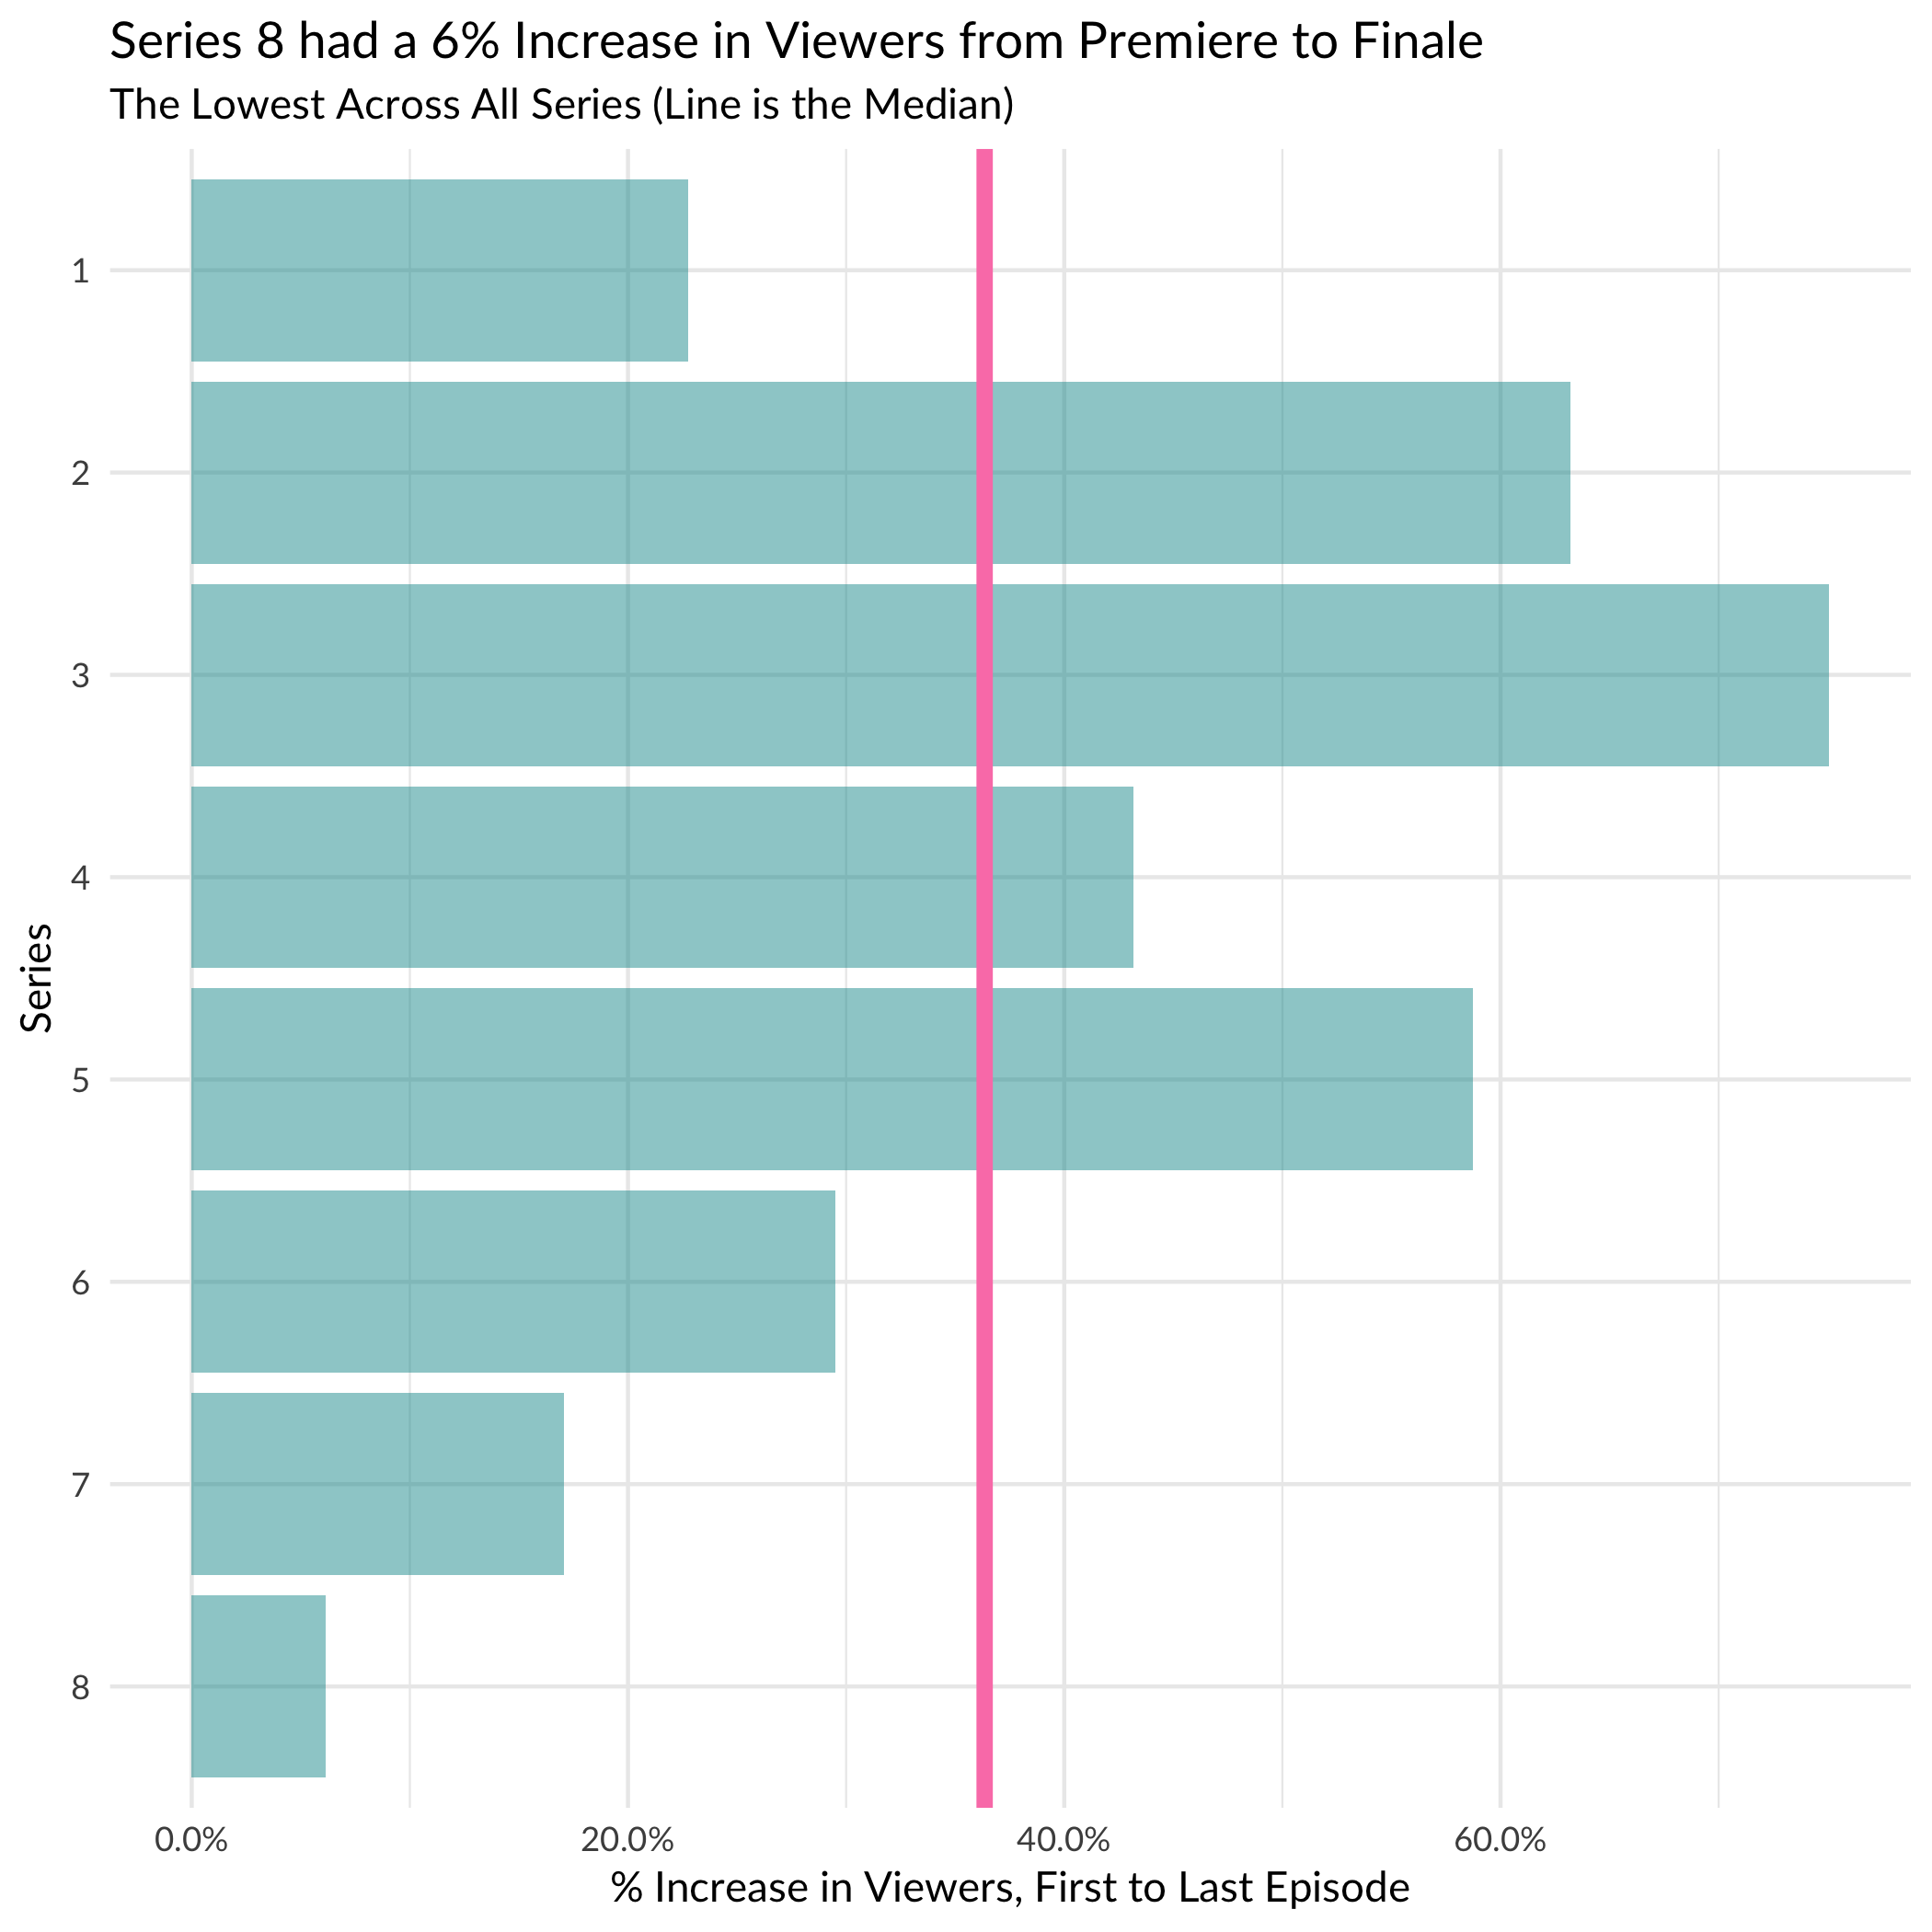 Series 8 had a 6% Increase in Viewers from Premiere to Finale
The Lowest Across All Series (Line is the Median)
Series
1
2
3
4
5
6
7
8
0.0% 20.0% 40.0% 60.0%
% Increase in Viewers, First to Last Episode